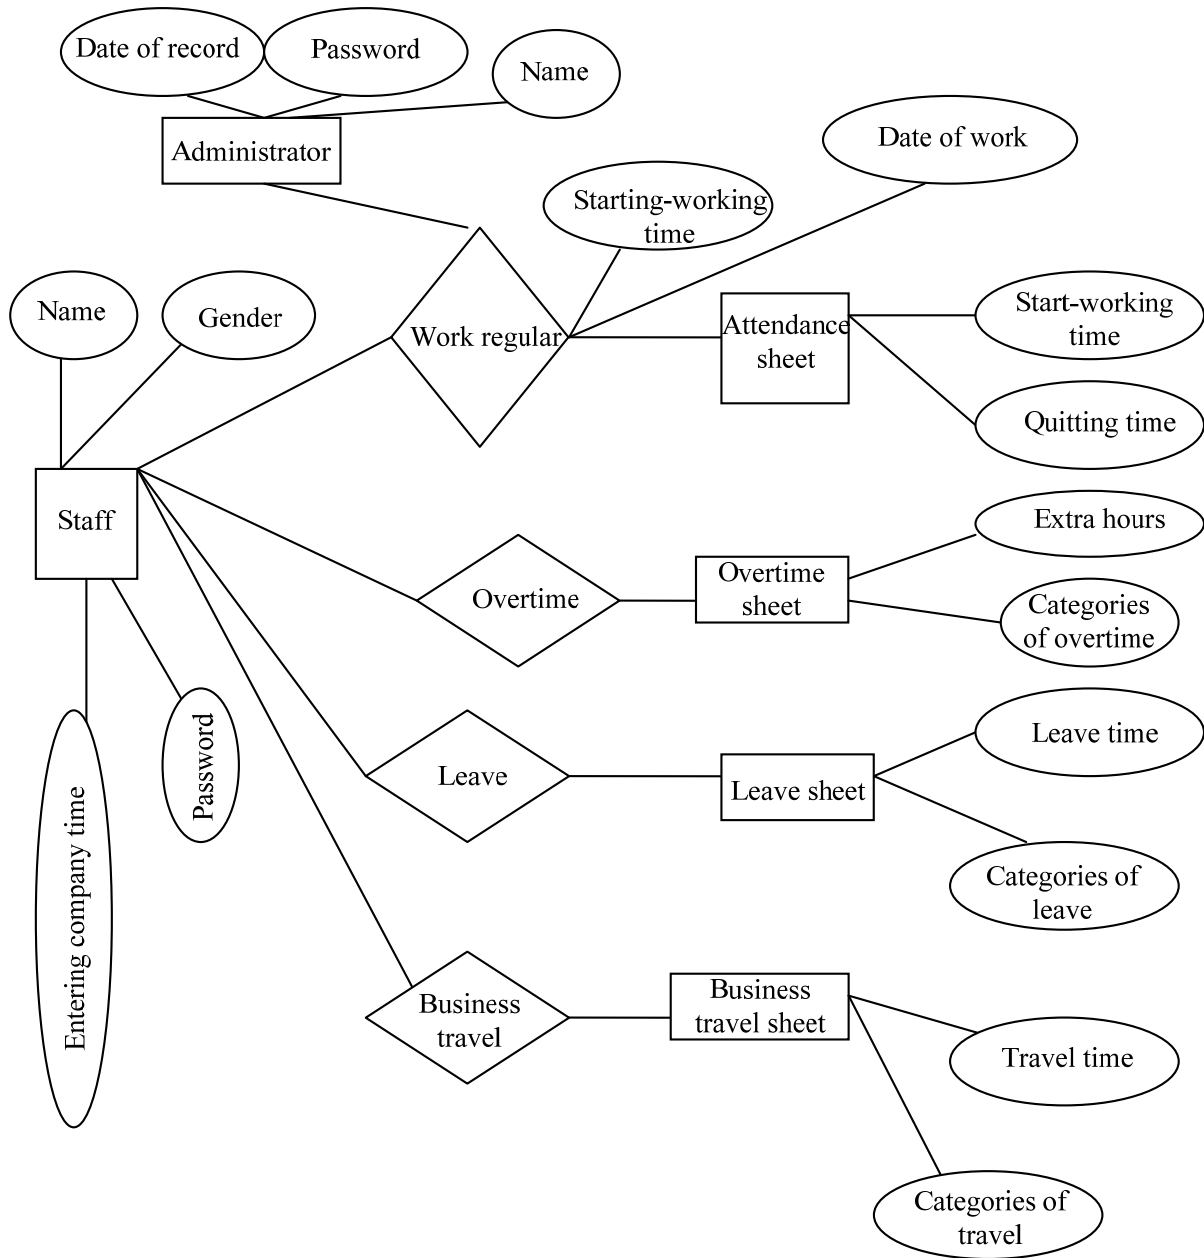 Date of record
Password
Name
Administrator
Date of work
Starting-working
time
Name
Gender
Work regular
Attendance
sheet
Start-working
time
Quitting time
Staff
Extra hours
Overtime
Overtime
sheet
Categories
of overtime
Password
Entering company time
Leave
Leave sheet
Leave time
Categories of
leave
Business
travel
Business
travel sheet
Travel time
Categories of
travel